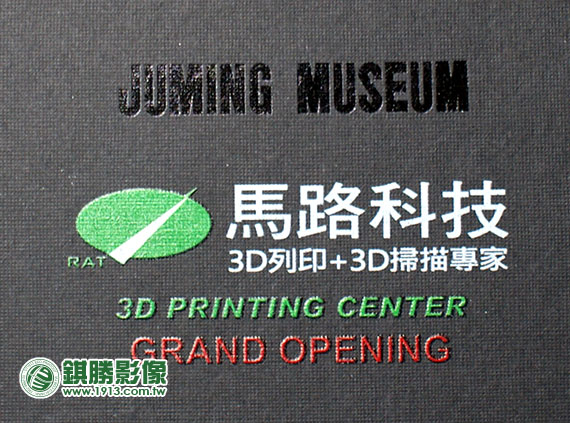 JUMING MUSEUM
馬路科技
RAT
3D列印+3D掃描專家
3D PRINTING CENTER
GRAND OPENING
錤勝影像
www.1913.com.tw